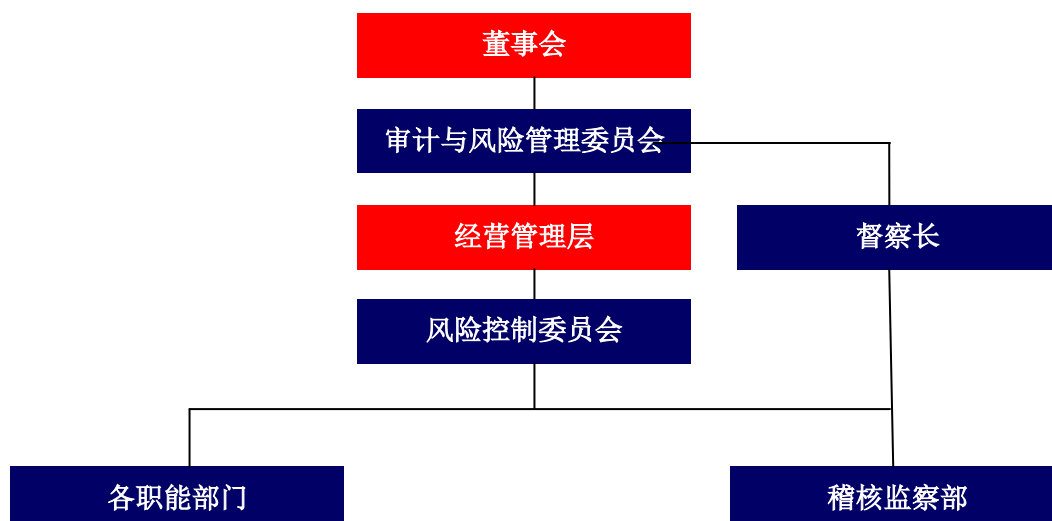 董事会
审计与风险管理委员会
经营管理层
督察长
风险控制委员会
各职能部门
稽核监察部